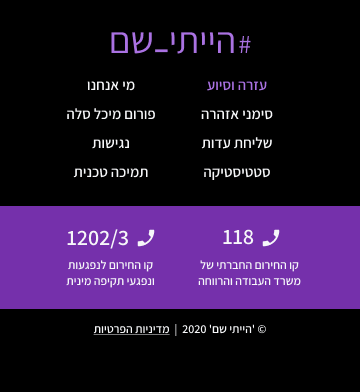 #הייתי_שם
עזרה וסיוע
סימני אזהרה
שליחת עדות
סטטיסטיקה
מי אנחנו
פורום מיכל סלה
נגישות
תמיכה טכנית
118
קו החירום החברתי של
משרד העבודה והרווחה
1202/3
קו החירום לנפגעות
ונפגעי תקיפה מינית
© 'הייתי שם' 2020 | מדיניות הפרטיות